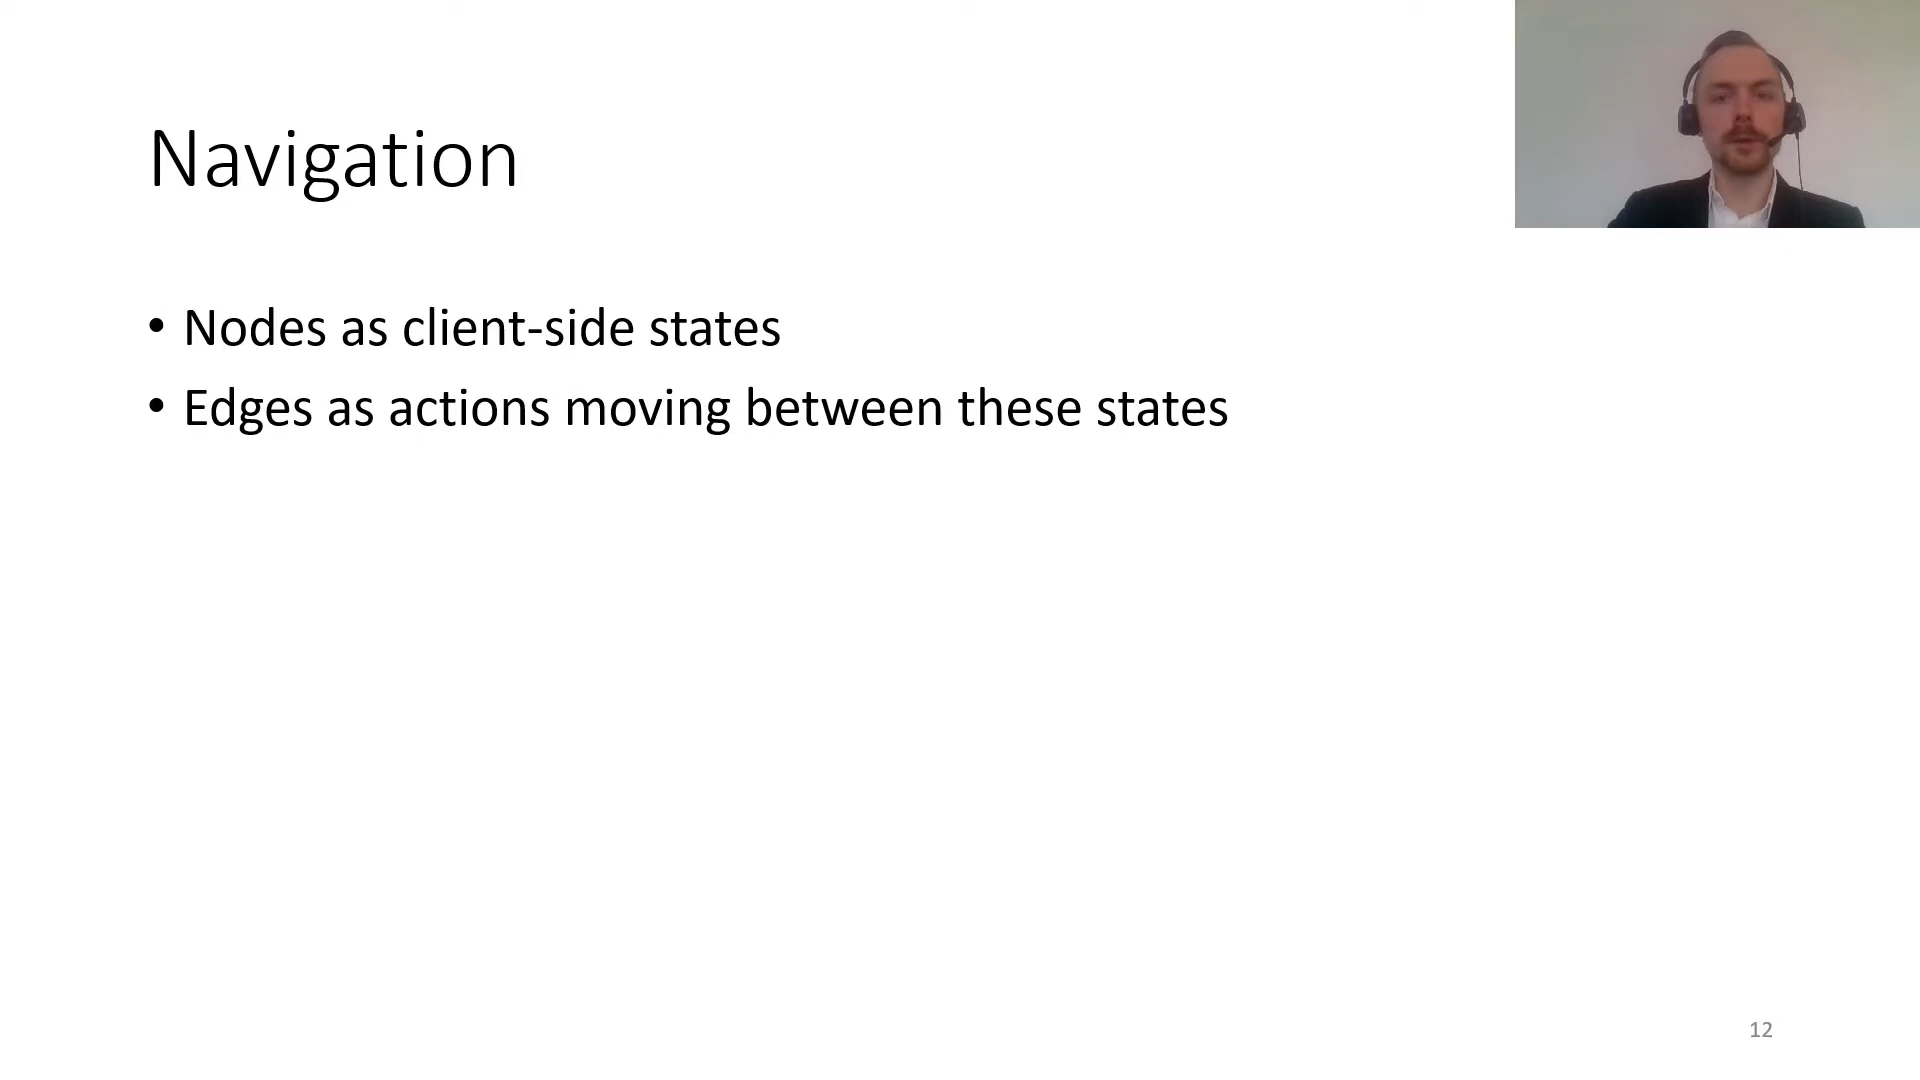 Navigation
• Nodes as client-side states
• Edges as actions moving between these states
12